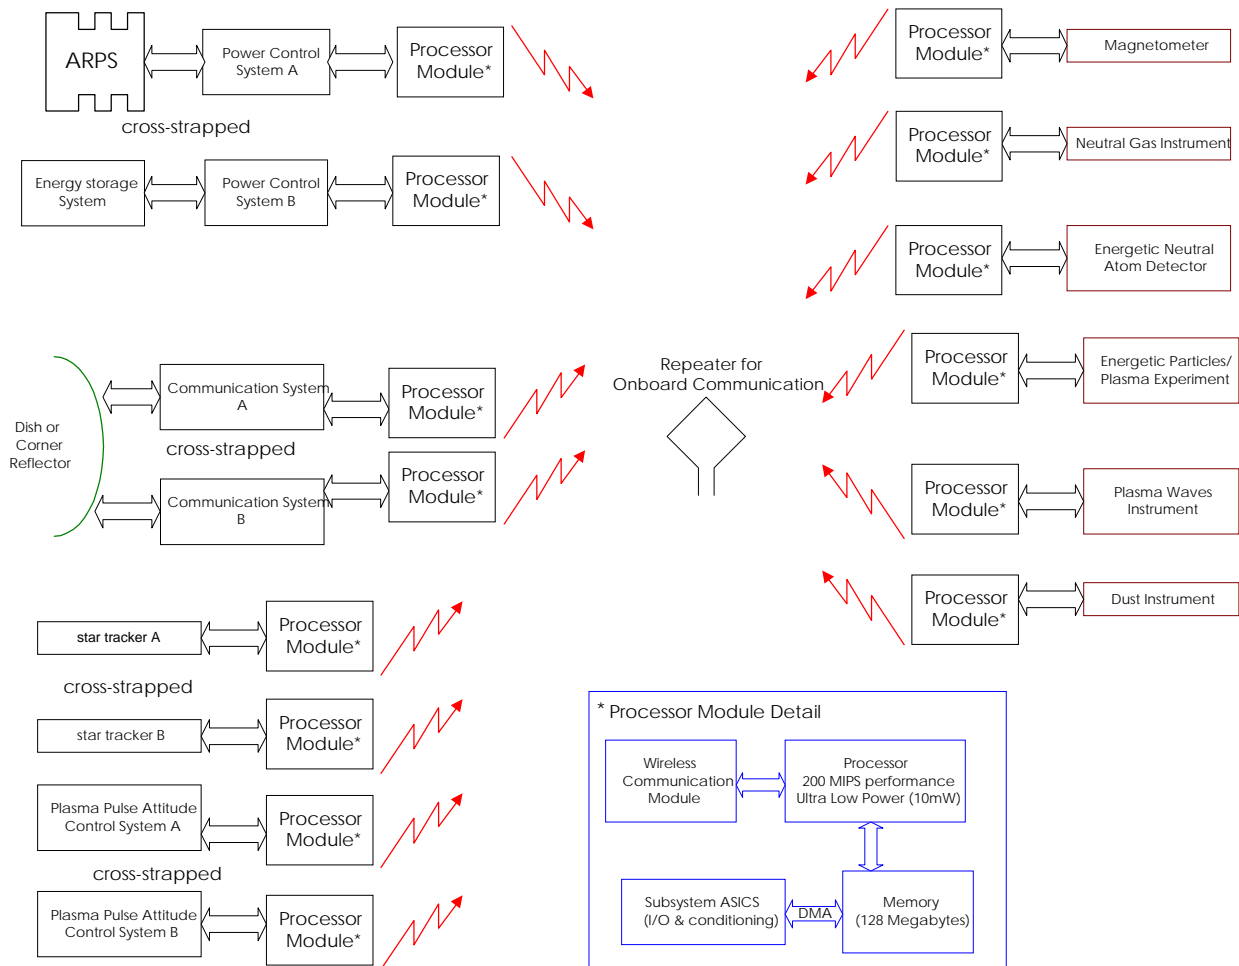 ARPS
Power Control
System A
Processor
Module*
cross-strapped
Energy storage
System
Power Control
System B
Processor
Module*
Dish or
Corner
Reflector
Communication System
A
Processor
Module*
cross-strapped
Communication System
B
Processor
Module*
star tracker A
Processor
Module*
cross-strapped
star tracker B
Processor
Module*
Plasma Pulse Attitude
Control System A
Processor
Module*
cross-strapped
Plasma Pulse Attitude
Control System B
Processor
Module*
Repeater for
Onboard Communication
Processor
Module*
Magnetometer
Processor
Module*
Neutral Gas Instrument
Processor
Module*
Energetic Neutral
Atom Detector
Processor
Module*
Energetic Particles/
Plasma Experiment
Processor
Module*
Plasma Waves
Instrument
Processor
Module*
Dust Instrument
* Processor Module Detail
Wireless
Communication
Module
Processor
200 MIPS performance
Ultra Low Power (10mW)
Subsystem ASICS
(I/O & conditioning)
DMA
Memory
(128 Megabytes)